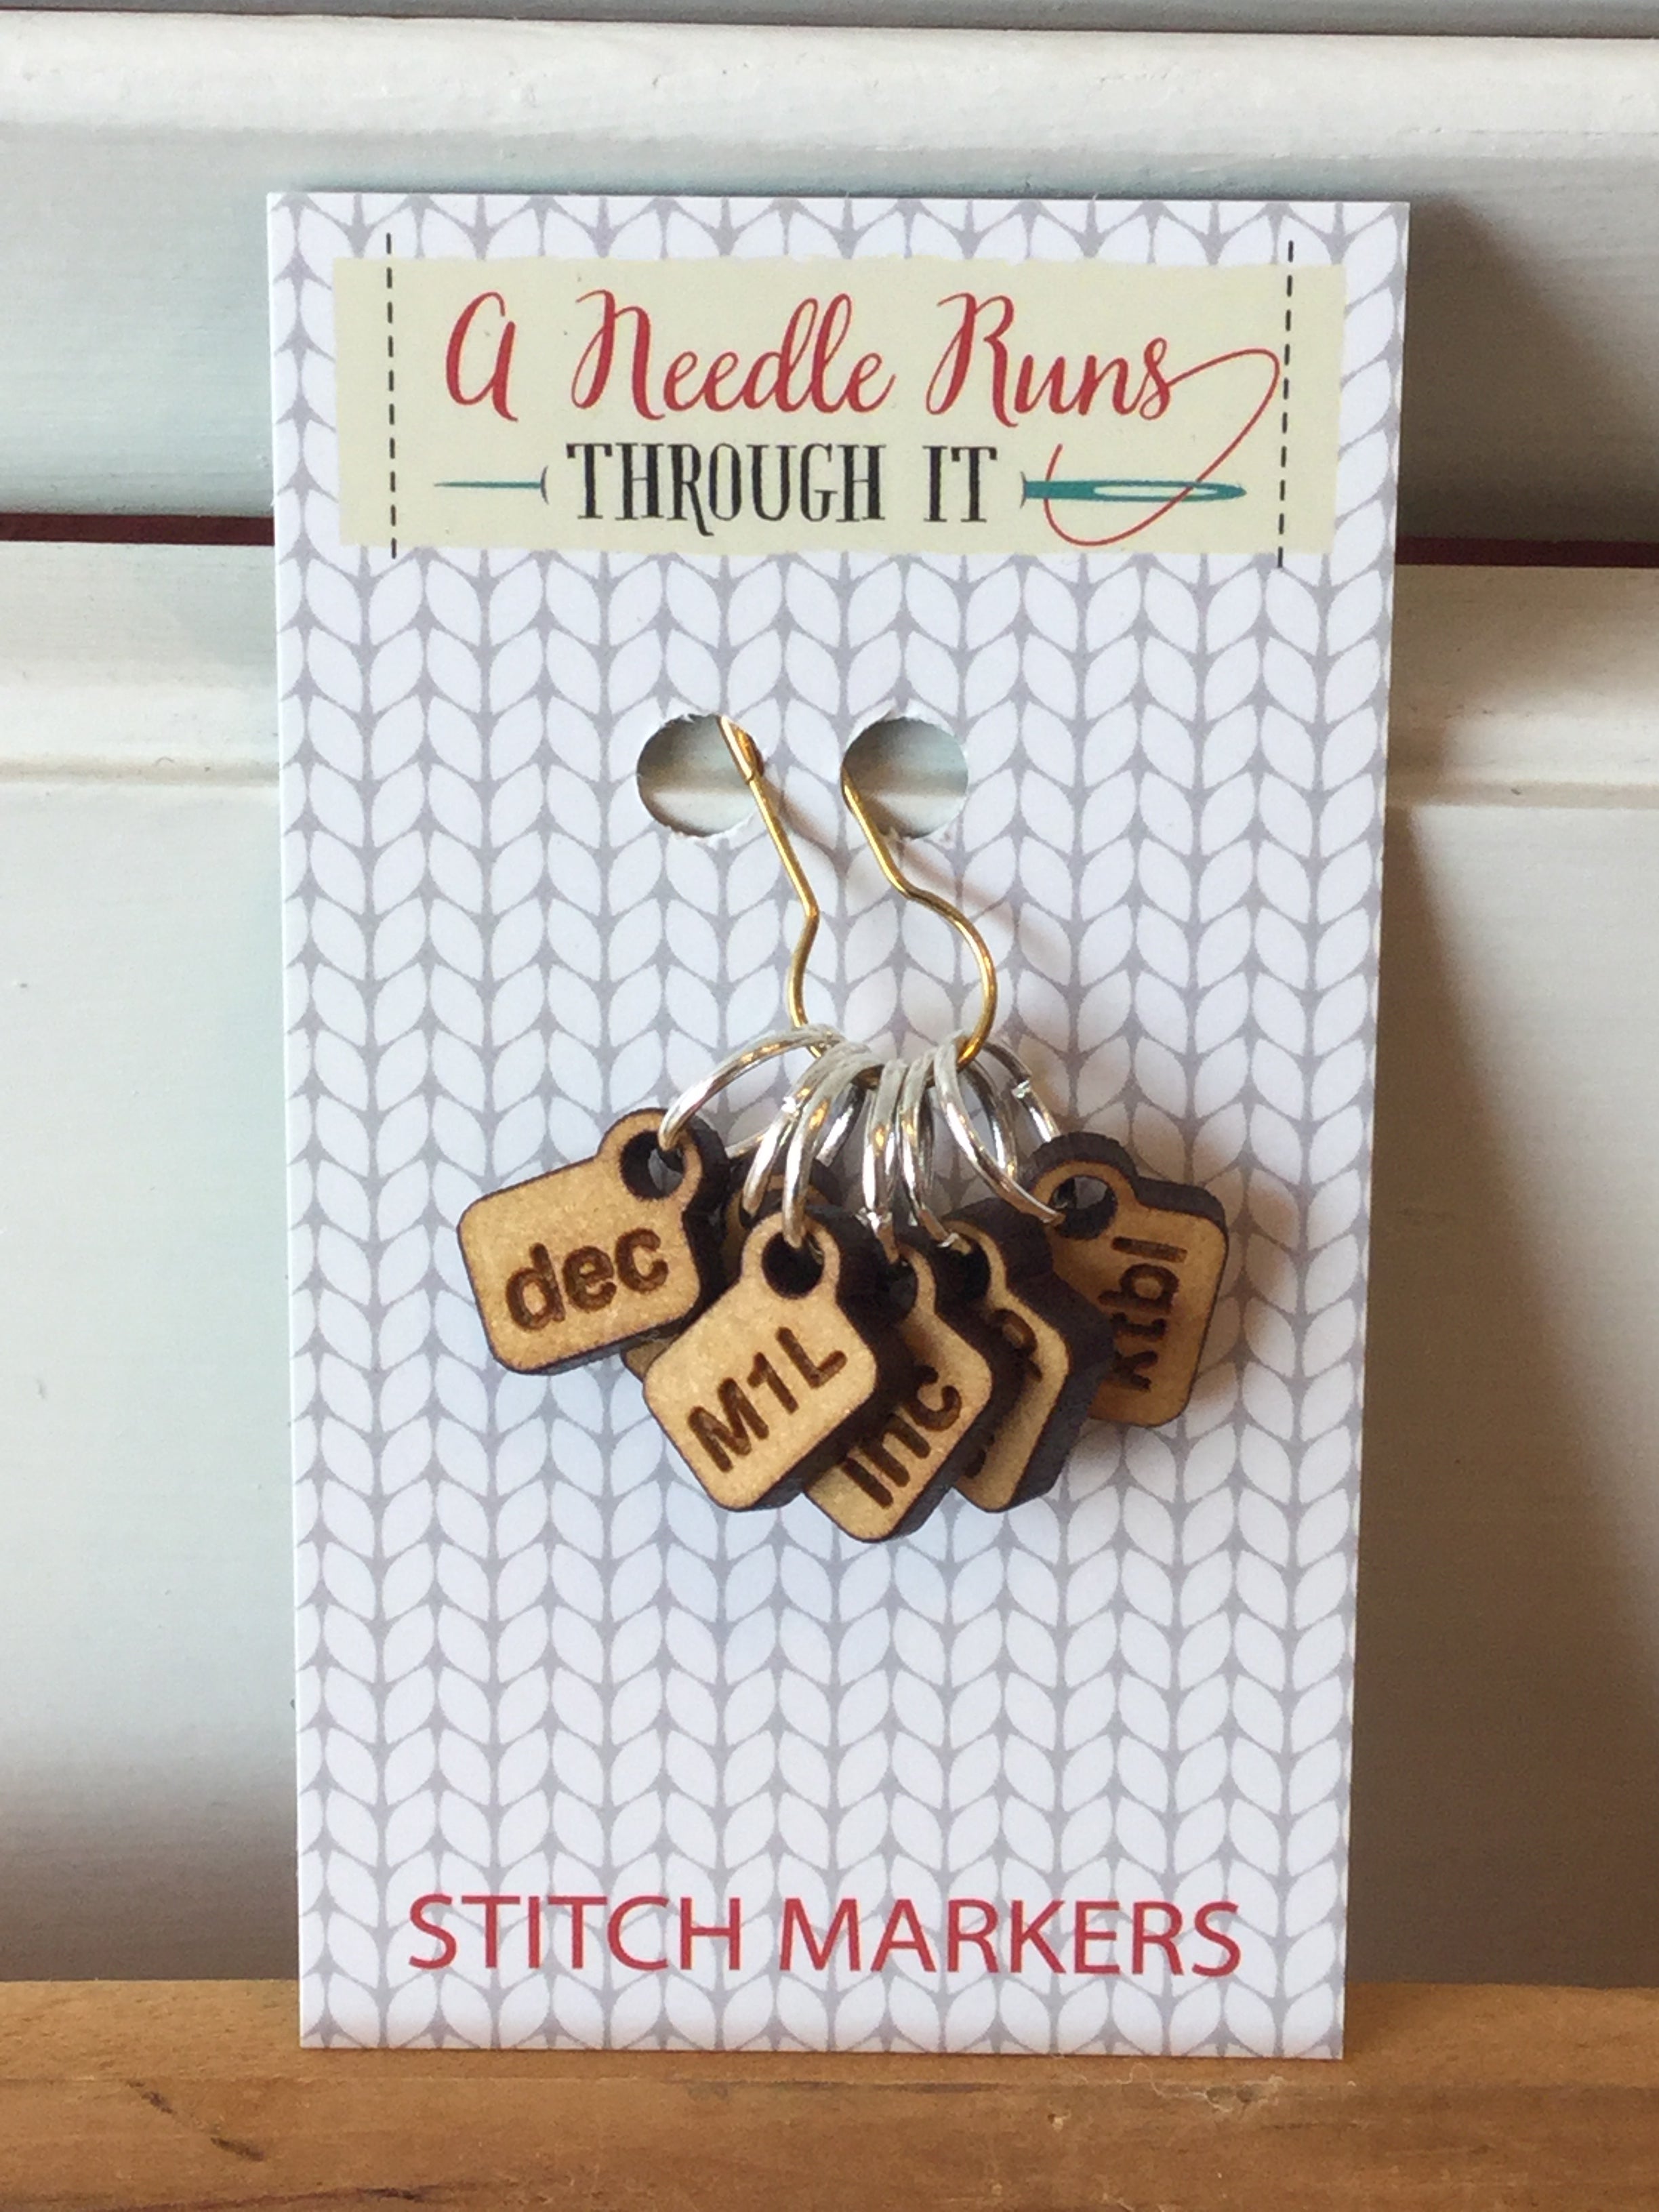 A Needle Runs
THROUGH IT
dec
M1L
inc
ktbl
STITCH MARKERS